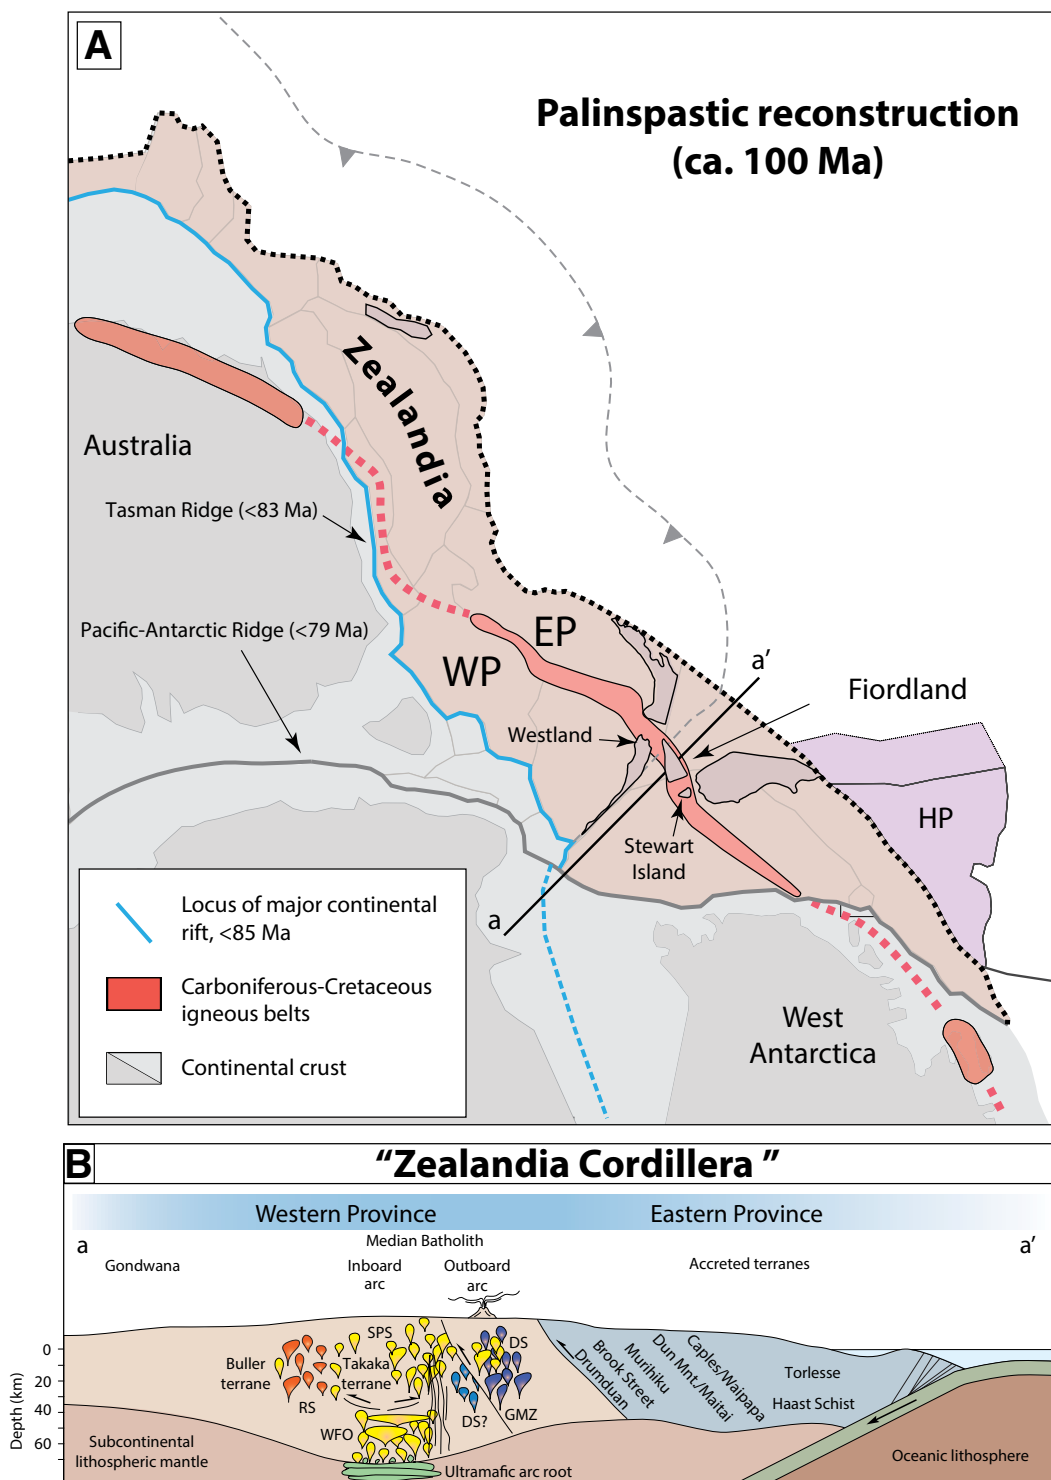 A
Palinspastic reconstruction
(ca. 100 Ma)
Zealandia
Australia
Tasman Ridge (<83 Ma)
Pacific-Antarctic Ridge (<79 Ma)
EP
WP
a’
Fiordland
Westland
HP
Stewart
Island
a
West
Antarctica
Locus of major continental
rift, <85 Ma
Carboniferous-Cretaceous
igneous belts
Continental crust
B
“Zealandia Cordillera ”
Western Province
Eastern Province
a
a’
Median Batholith
Gondwana
Inboard
arc
Outboard
arc
Accreted terranes
Depth (km)
0
20
40
60
SPS
DS
Buller
terrane
Takaka
terrane
RS
WFO
DS?
GMZ
Drumduan
Brook Street
Murihiku
Dun Mnt./Maitai
Caples/Waipapa
Torlesse
Haast Schist
Subcontinental
lithospheric mantle
Ultramafic arc root
Oceanic lithosphere